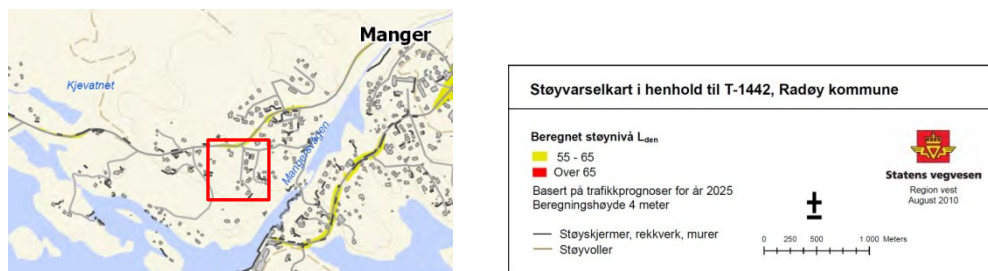 Manger
Kjevatnet
Mangersvågen
Støyvarselkart i henhold til T-1442, Radøy kommune
Beregnet støynivå Lden
55 - 65
Over 65
Basert på trafikkprognoser for år 2025
Beregningshøyde 4 meter
Støyskjermer, rekkverk, murer
Støyvoller
Statens vegvesen
Region vest
August 2010
0 250 500 1 000 Meters